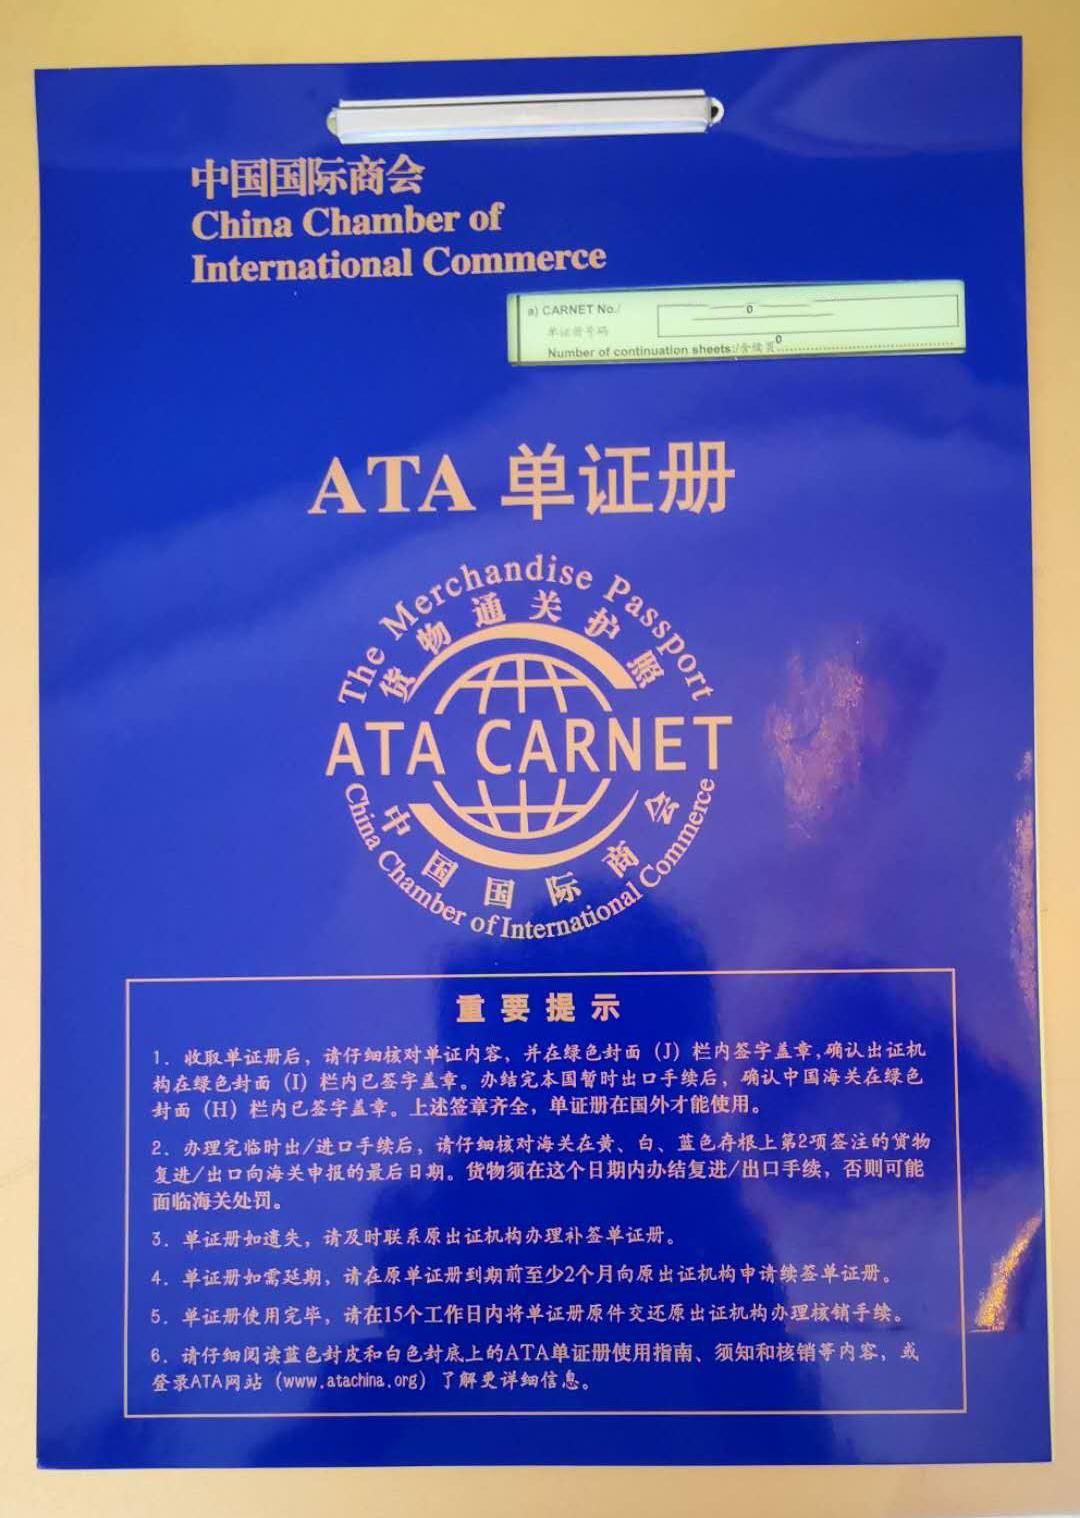 中国国际商会
China Chamber of
International Commerce
a) CARNET No./
单证册号码
0
Number of continuation sheets:/含续页
0
ATA 单证册
The Merchandise Passport
货物通关护照
ATA CARNET
中国国际商会
China Chamber of International Commerce
重要提示
1. 收取单证册后，请仔细核对单证内容，并在绿色封面（J）栏内签字盖章,确认出证机
构在绿色封面（I）栏内已签字盖章。办结完本国暂时出口手续后，确认中国海关在绿色
封面（H）栏内已签字盖章。上述签章齐全，单证册在国外才能使用。
2. 办理完临时出/进口手续后，请仔细核对海关在黄、白、蓝色存根上第2项签注的货物
复进/出口向海关申报的最后日期。货物须在这个日期内办结复进/出口手续，否则可能
面临海关处罚。
3. 单证册如遗失，请及时联系原出证机构办理补签单证册。
4. 单证册如需延期，请在原单证册到期前至少2个月向原出证机构申请续签单证册。
5. 单证册使用完毕，请在15个工作日内将单证册原件交还原出证机构办理核销手续。
6. 请仔细阅读蓝色封皮和白色封底上的ATA单证册使用指南、须知和核销等内容，或
登录ATA网站（www.atachina.org）了解更详细信息。